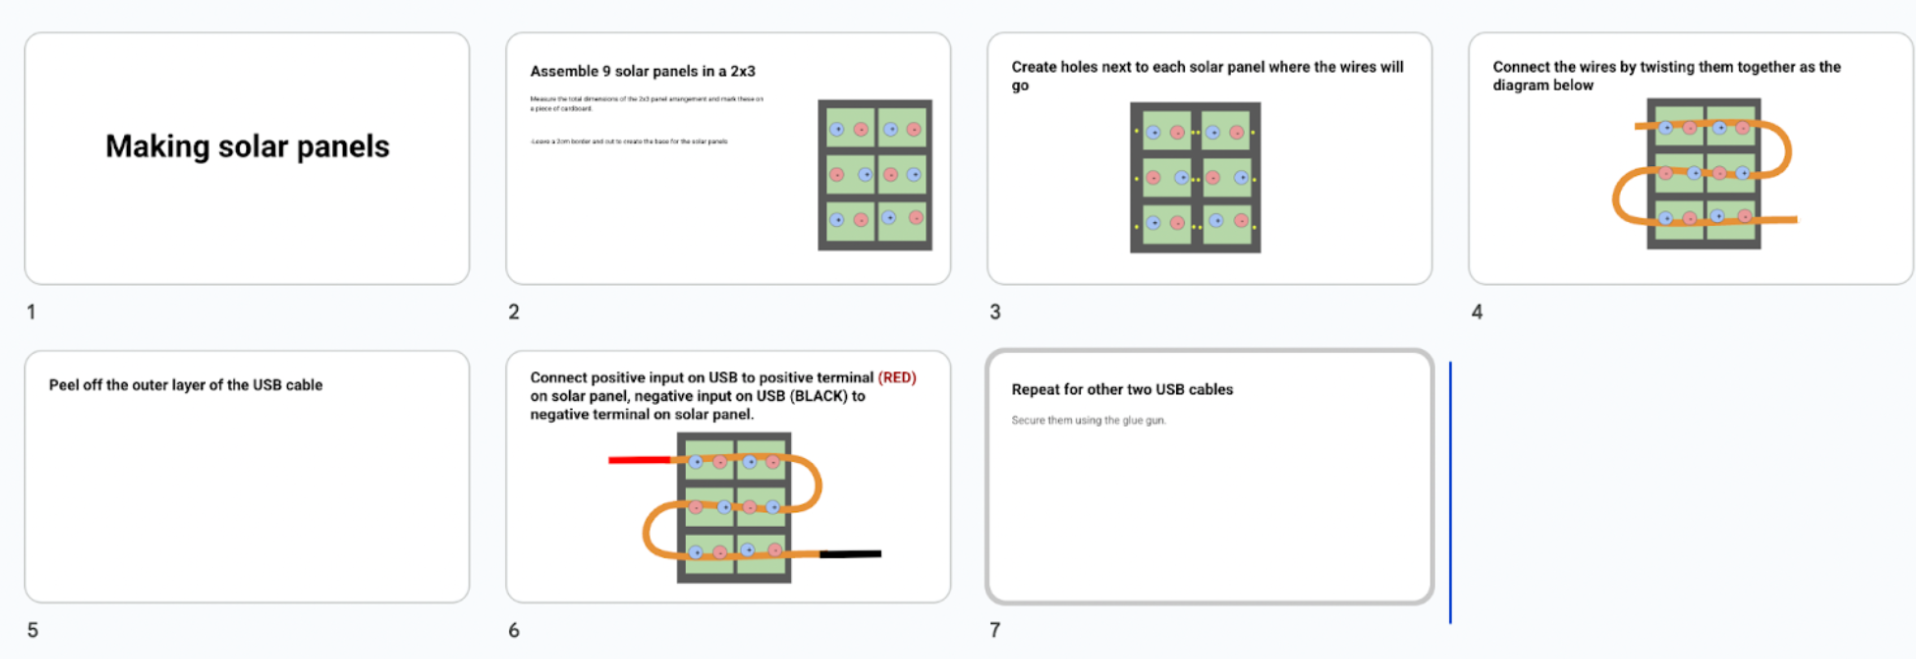 Making solar panels
1
Assemble 9 solar panels in a 2x3
Measure the total dimensions of the 2x3 panel arrangement and mark these on
a piece of cardboard.
-Leave a 2cm border and cut to create the base for the solar panels
2
Create holes next to each solar panel where the wires will
go
3
Connect the wires by twisting them together as the
diagram below
4
Peel off the outer layer of the USB cable
5
Connect positive input on USB to positive terminal (RED)
on solar panel, negative input on USB (BLACK) to
negative terminal on solar panel.
6
Repeat for other two USB cables
Secure them using the glue gun.
7